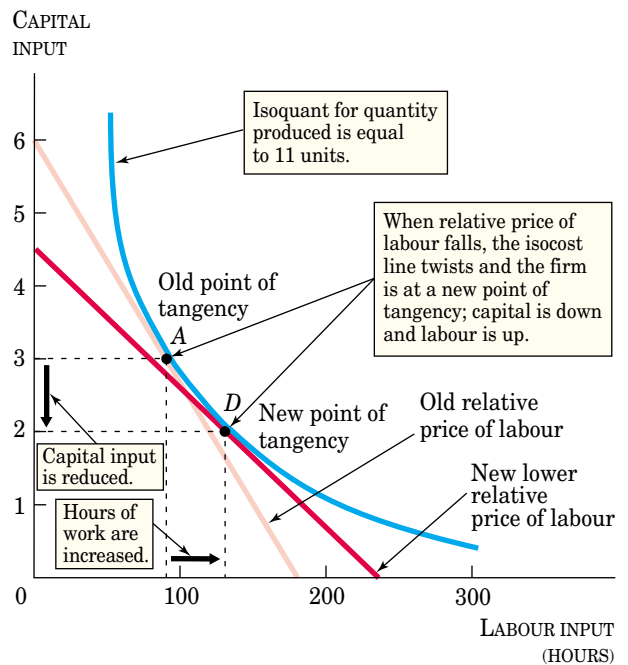 CAPITAL
INPUT
6
5
4
3
2
1
0
100
200
300
LABOUR INPUT
(HOURS)
Isoquant for quantity
produced is equal
to 11 units.
When relative price of
labour falls, the isocost
line twists and the firm
is at a new point of
tangency; capital is down
and labour is up.
Old point of
tangency
A
D
New point of
tangency
Old relative
price of labour
New lower
relative
price of labour
Capital input
is reduced.
Hours of
work are
increased.